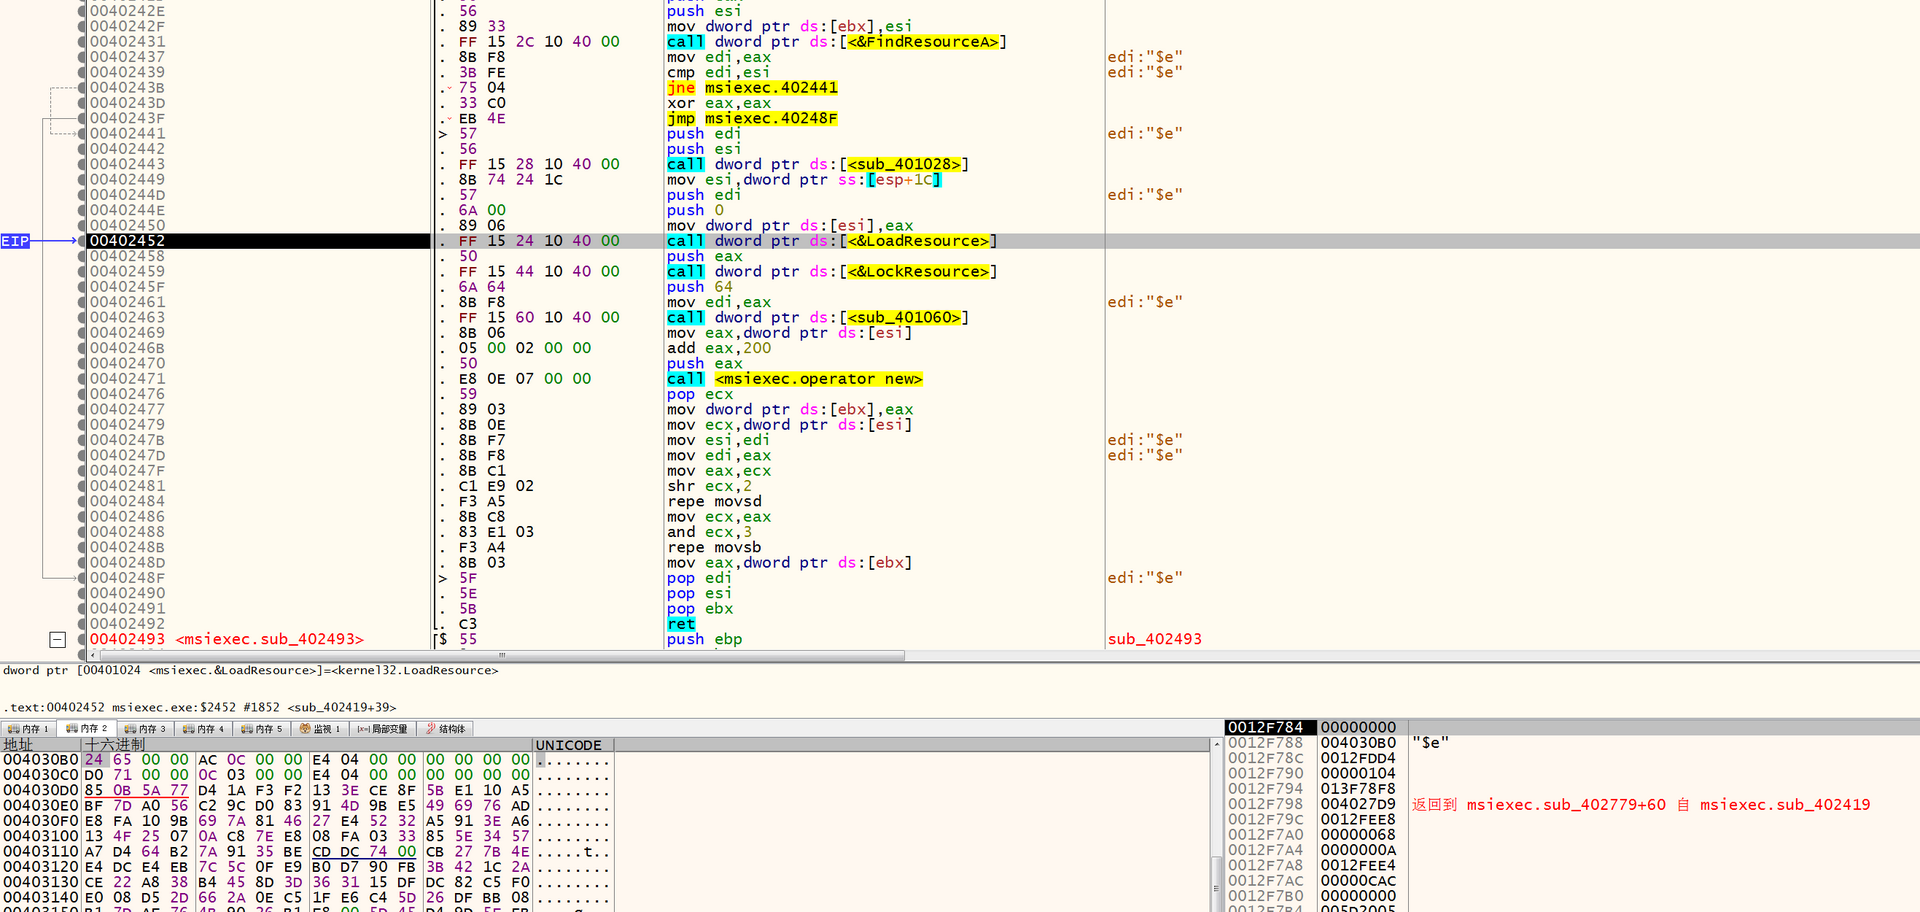 push eax
0040242E . 56 push esi
0040242F . 89 33 mov dword ptr ds:[ebx],esi
00402431 . FF 15 2C 10 40 00 call dword ptr ds:[<&FindResourceA>]
00402437 . 8B F8 mov edi,eax edi:"$e"
00402439 . 3B FE cmp edi,esi edi:"$e"
0040243B . 75 04 jne msiexec.402441
0040243D . 33 C0 xor eax,eax
0040243F . EB 4E jmp msiexec.40248F
00402441 > 57 push edi edi:"$e"
00402442 . 56 push esi
00402443 . FF 15 28 10 40 00 call dword ptr ds:[<sub_401028>]
00402449 . 8B 74 24 1C mov esi,dword ptr ss:[esp+1C]
0040244D . 57 push edi edi:"$e"
0040244E . 6A 00 push 0
00402450 . 89 06 mov dword ptr ds:[esi],eax
EIP 00402452 . FF 15 24 10 40 00 call dword ptr ds:[<&LoadResource>]
00402458 . 50 push eax
00402459 . FF 15 44 10 40 00 call dword ptr ds:[<&LockResource>]
0040245F . 6A 64 push 64
00402461 . 8B F8 mov edi,eax edi:"$e"
00402463 . FF 15 60 10 40 00 call dword ptr ds:[<sub_401060>]
00402469 . 8B 06 mov eax,dword ptr ds:[esi]
0040246B . 05 00 02 00 00 add eax,200
00402470 . 50 push eax
00402471 . E8 0E 07 00 00 call <msiexec.operator new>
00402476 . 59 pop ecx
00402477 . 89 03 mov dword ptr ds:[ebx],eax
00402479 . 8B 0E mov ecx,dword ptr ds:[esi]
0040247B . 8B F7 mov esi,edi edi:"$e"
0040247D . 8B F8 mov edi,eax edi:"$e"
0040247F . 8B C1 mov eax,ecx
00402481 . C1 E9 02 shr ecx,2
00402484 . F3 A5 repe movsd
00402486 . 8B C8 mov ecx,eax
00402488 . 83 E1 03 and ecx,3
0040248B . F3 A4 repe movsb
0040248D . 8B 03 mov eax,dword ptr ds:[ebx]
0040248F > 5F pop edi edi:"$e"
00402490 . 5E pop esi
00402491 . 5B pop ebx
00402492 . C3 ret
00402493 <msiexec.sub_402493> [$ 55 push ebp sub_402493
dword ptr [00401024 <msiexec.&LoadResource>]=<kernel32.LoadResource>
.text:00402452 msiexec.exe:$2452 #1852 <sub_402419+39>
内存 1 内存 2 内存 3 内存 4 内存 5 监视 1 [x=] 局部变量 结构体
地址 十六进制 UNICODE
004030B0 24 65 00 00 AC 0C 00 00 E4 04 00 00 00 00 00 00 ........
004030C0 D0 71 00 00 0C 03 00 00 E4 04 00 00 00 00 00 00 ........
004030D0 85 0B 5A 77 D4 1A F3 F2 13 3E CE 8F 5B E1 10 A5 ........
004030E0 BF 7D A0 56 C2 9C D0 83 91 4D 9B E5 49 69 76 AD ........
004030F0 E8 FA 10 9B 69 7A 81 46 27 E4 52 32 A5 91 3E A6 ........
00403100 13 4F 25 07 0A C8 7E E8 08 FA 03 33 85 5E 34 57 ........
00403110 A7 D4 64 B2 7A 91 35 BE CD DC 74 00 CB 27 7B 4E .....t..
00403120 E4 DC E4 EB 7C 5C 0F E9 B0 D7 90 FB 3B 42 1C 2A ........
00403130 CE 22 A8 38 B4 45 8D 3D 36 31 15 DF DC 82 C5 F0 ........
00403140 E0 08 D5 2D 66 2A 0E C5 1F E6 C4 5D 26 DF BB 08 ........
0012F784 00000000
0012F788 004030B0 "$e"
0012F78C 0012FDD4
0012F790 00000104
0012F794 013F78F8
0012F798 004027D9 返回到 msiexec.sub_402779+60 自 msiexec.sub_402419
0012F79C 0012FEE8
0012F7A0 00000068
0012F7A4 0000000A
0012F7A8 0012FEE4
0012F7AC 00000CAC
0012F7B0 00000000